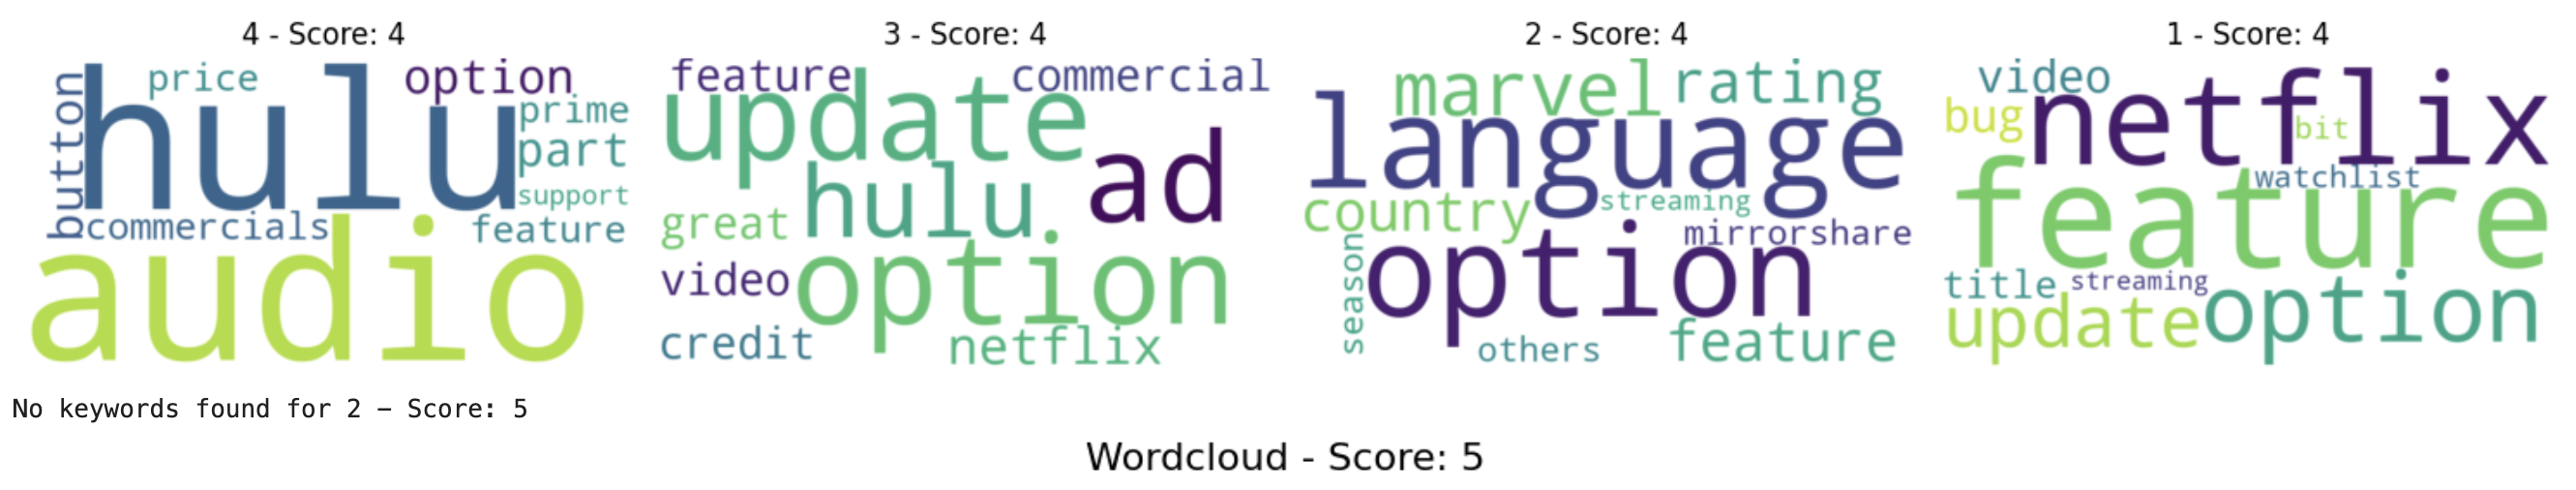 4 - Score: 4
3 - Score: 4
2 - Score: 4
1 - Score: 4
button
price
option
hulu
prime
part
support
commercials
feature
audio
feature
commercial
update
ad
hulu
great
video
option
credit
netflix
marvel
rating
language
country
streaming
mirrorshare
season
option
others
feature
video
bug
netflix
bit
watchlist
feature
title
streaming
update
option
No keywords found for 2 – Score: 5
Wordcloud - Score: 5